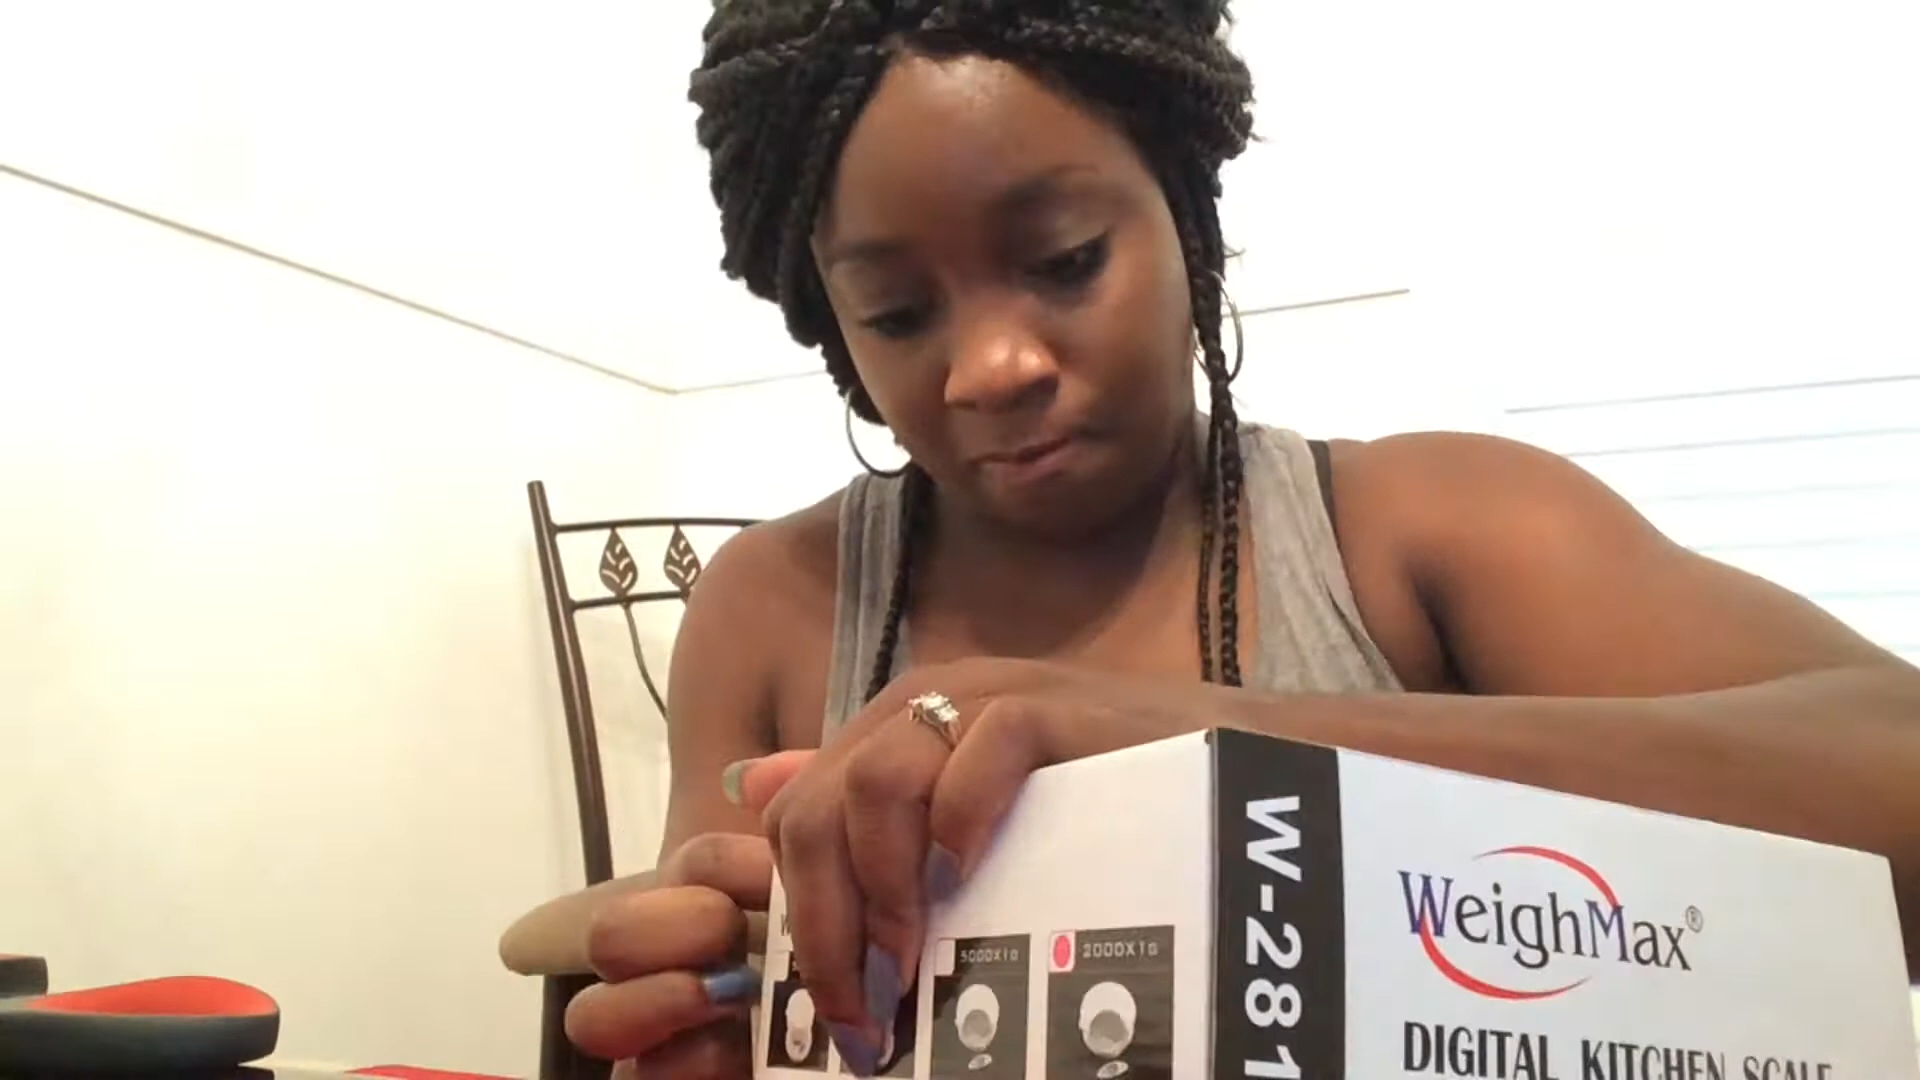 5000X1G
2000X1G
W-281
WeighMax®
DIGITAL KITCHEN SCALE